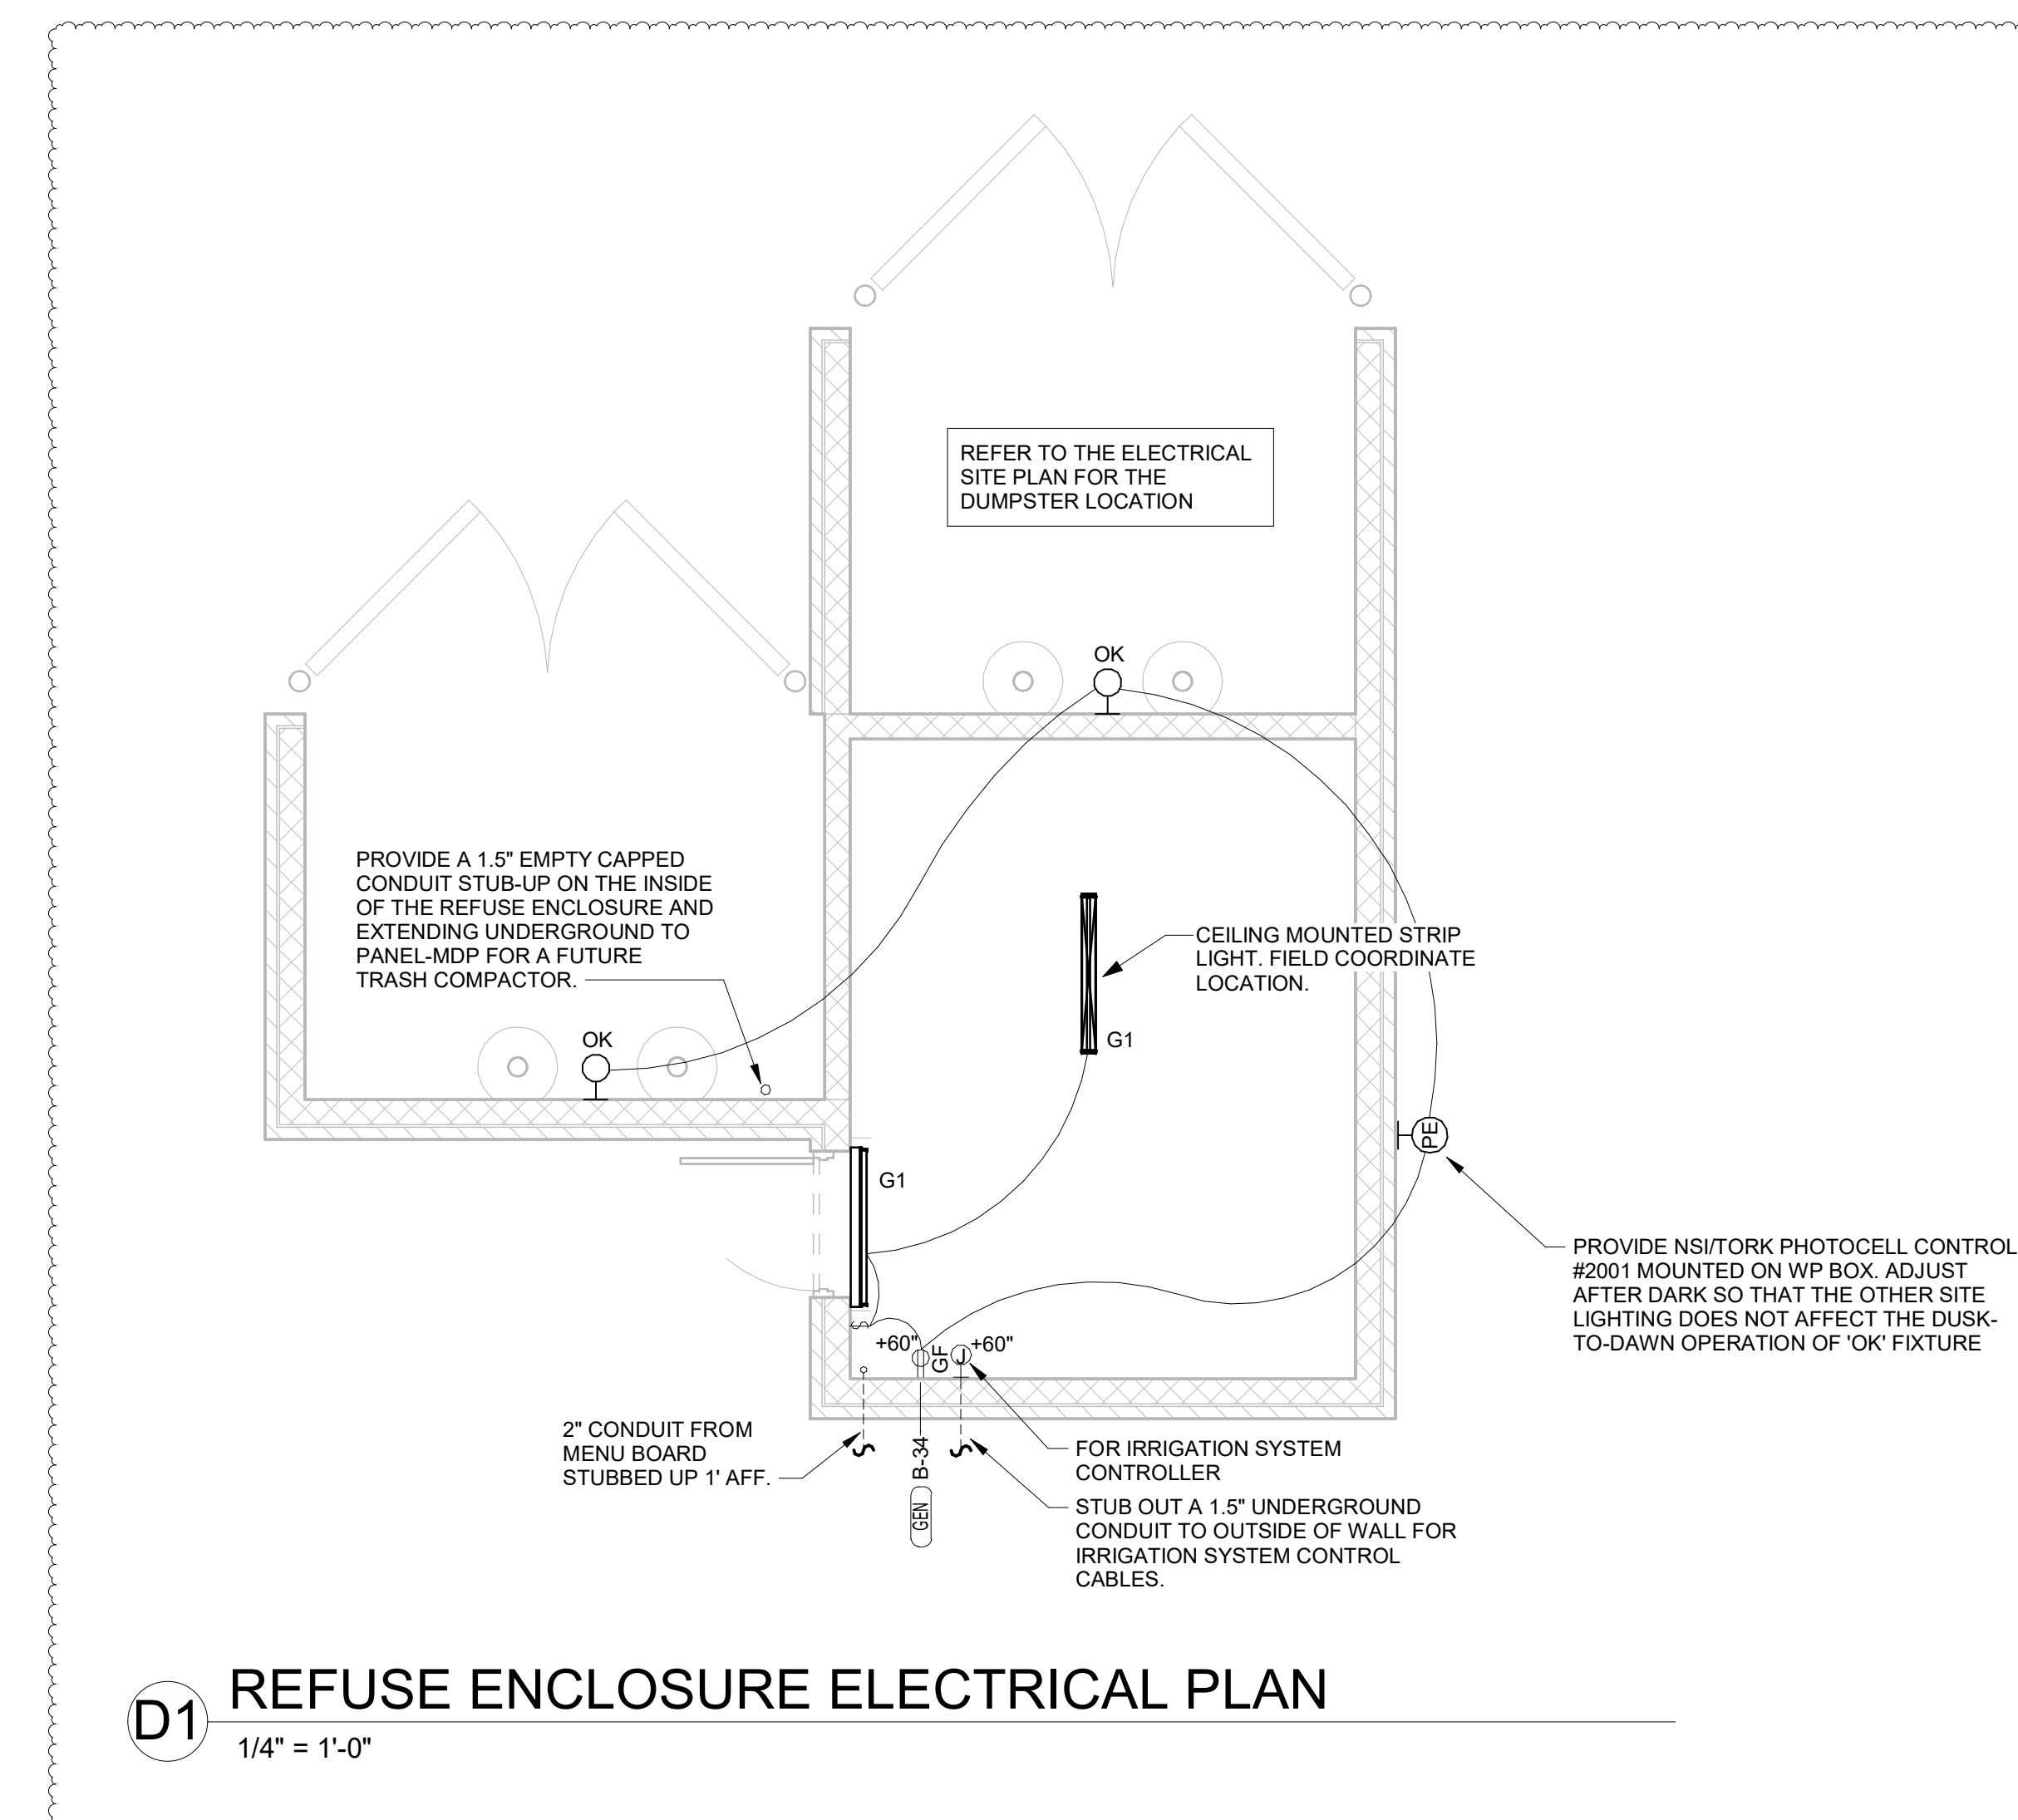 REFER TO THE ELECTRICAL
SITE PLAN FOR THE
DUMPSTER LOCATION
OK
PROVIDE A 1.5" EMPTY CAPPED
CONDUIT STUB-UP ON THE INSIDE
OF THE REFUSE ENCLOSURE AND
EXTENDING UNDERGROUND TO
PANEL-MDP FOR A FUTURE
TRASH COMPACTOR.
OK
CEILING MOUNTED STRIP
LIGHT. FIELD COORDINATE
LOCATION.
G1
G1
PE
PROVIDE NSI/TORK PHOTOCELL CONTROL
#2001 MOUNTED ON WP BOX. ADJUST
AFTER DARK SO THAT THE OTHER SITE
LIGHTING DOES NOT AFFECT THE DUSK-
TO-DAWN OPERATION OF 'OK' FIXTURE
+60"
GF
J
+60"
2" CONDUIT FROM
MENU BOARD
STUBBED UP 1' AFF.
B-34
GEN
FOR IRRIGATION SYSTEM
CONTROLLER
STUB OUT A 1.5" UNDERGROUND
CONDUIT TO OUTSIDE OF WALL FOR
IRRIGATION SYSTEM CONTROL
CABLES.
D1
REFUSE ENCLOSURE ELECTRICAL PLAN
1/4" = 1'-0"